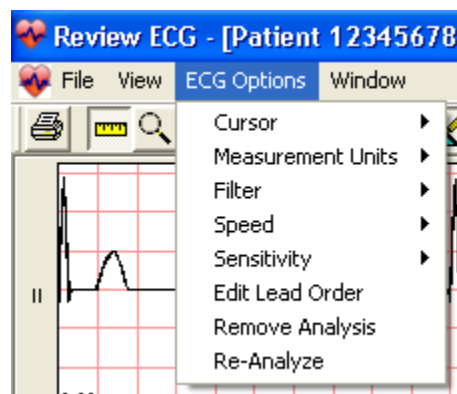 Review ECG - [Patient 12345678
File View ECG Options Window
Cursor
Measurement Units
Filter
Speed
Sensitivity
Edit Lead Order
Remove Analysis
Re-Analyze
II